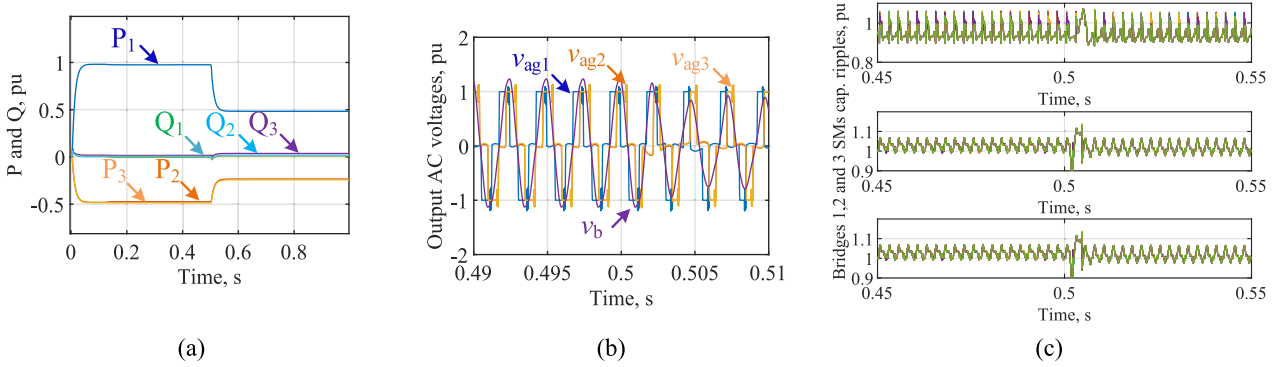 P and Q, pu
1
0.5
0
-0.5
P1
Q1
Q2
Q3
P3
P2
0
0.2
0.4
0.6
0.8
Time, s
(a)
Output AC voltages, pu
2
1
0
-1
-2
vag1
vag2
vag3
vb
0.49
0.495
0.5
0.505
0.51
Time, s
(b)
Bridges 1,2 and 3 SMs cap. ripples, pu
1
0.8
0.45
0.5
0.55
Time, s
1.1
1
0.9
0.45
0.5
0.55
Time, s
1.1
1
0.9
0.45
0.5
0.55
Time, s
(c)